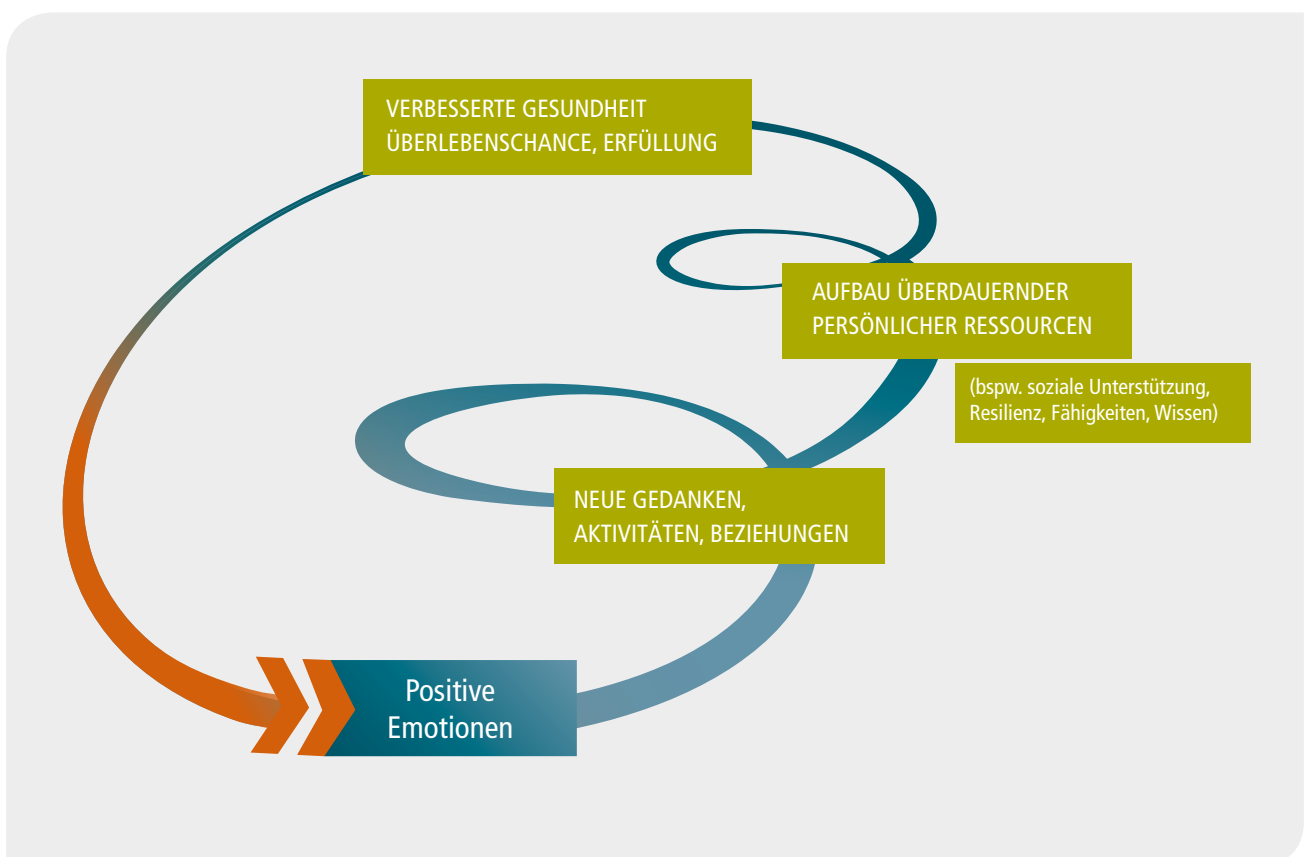 VERBESSERTE GESUNDHEIT
ÜBERLEBENSCHANCE, ERFÜLLUNG
AUFBAU ÜBERDAUERNDER
PERSÖNLICHER RESSOURCEN
(bspw. soziale Unterstützung,
Resilienz, Fähigkeiten, Wissen)
NEUE GEDANKEN,
AKTIVITÄTEN, BEZIEHUNGEN
Positive
Emotionen